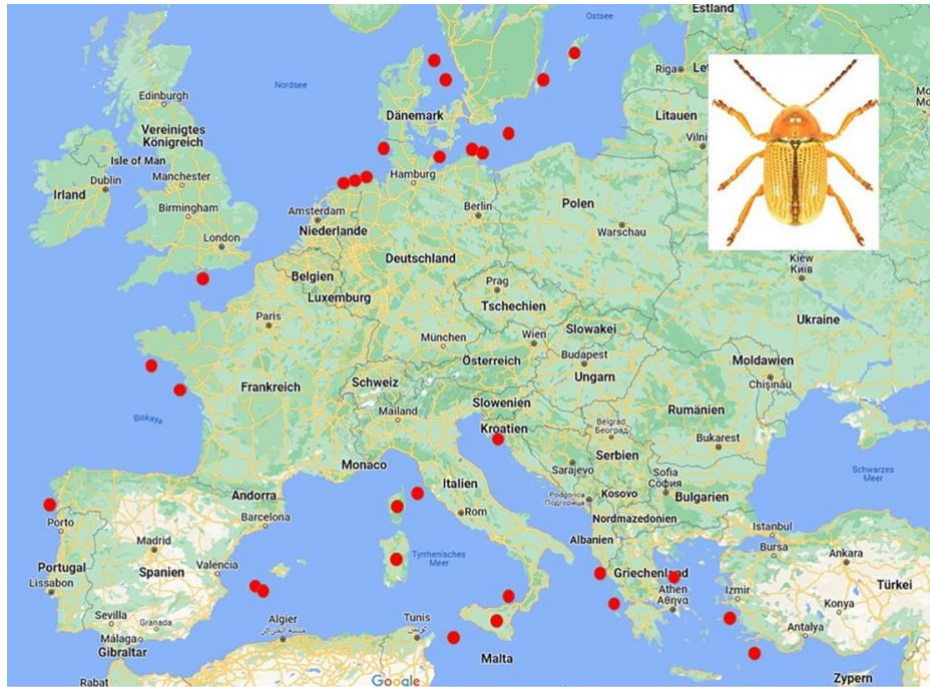 Ostsee
Estland
Nordsee
Riga
Let
Edinburgh
Dänemark
Litauen
Vereinigtes
Königreich
Vilni
Isle of Man
Hamburg
Irland
Dublin
Manchester
Birmingham
Amsterdam
Berlin
Polen
Niederlande
Warschau
London
Deutschland
Kiew
Київ
Belgien
Prag
Luxemburg
Tschechien
Paris
Ukraine
Slowakei
München
Wien
Moldawien
Österreich
Budapest
Chișinău
Frankreich
Schweiz
Ungarn
Mailand
Slowenien
Rumänien
Biskaya
Kroatien
Belgrad
Београд
Bukarest
Serbien
Monaco
Sarajevo
Sofia
София
Schwarzes
Meer
Italien
Andorra
Podgorica
Подгорица
Kosovo
Bulgarien
Porto
Barcelona
Rom
Nordmazedonien
Istanbul
Madrid
Albanien
Bursa
Ankara
Portugal
Tyrrhenisches
Meer
Valencia
Spanien
Griechenland
Lissabon
Athen
Αθήνα
Izmir
Türkei
Sevilla
Granada
Algier
Tunis
تونس
Konya
Málaga
الجزائر
Antalya
Gibraltar
Malta
Rabat
Google
Zypern